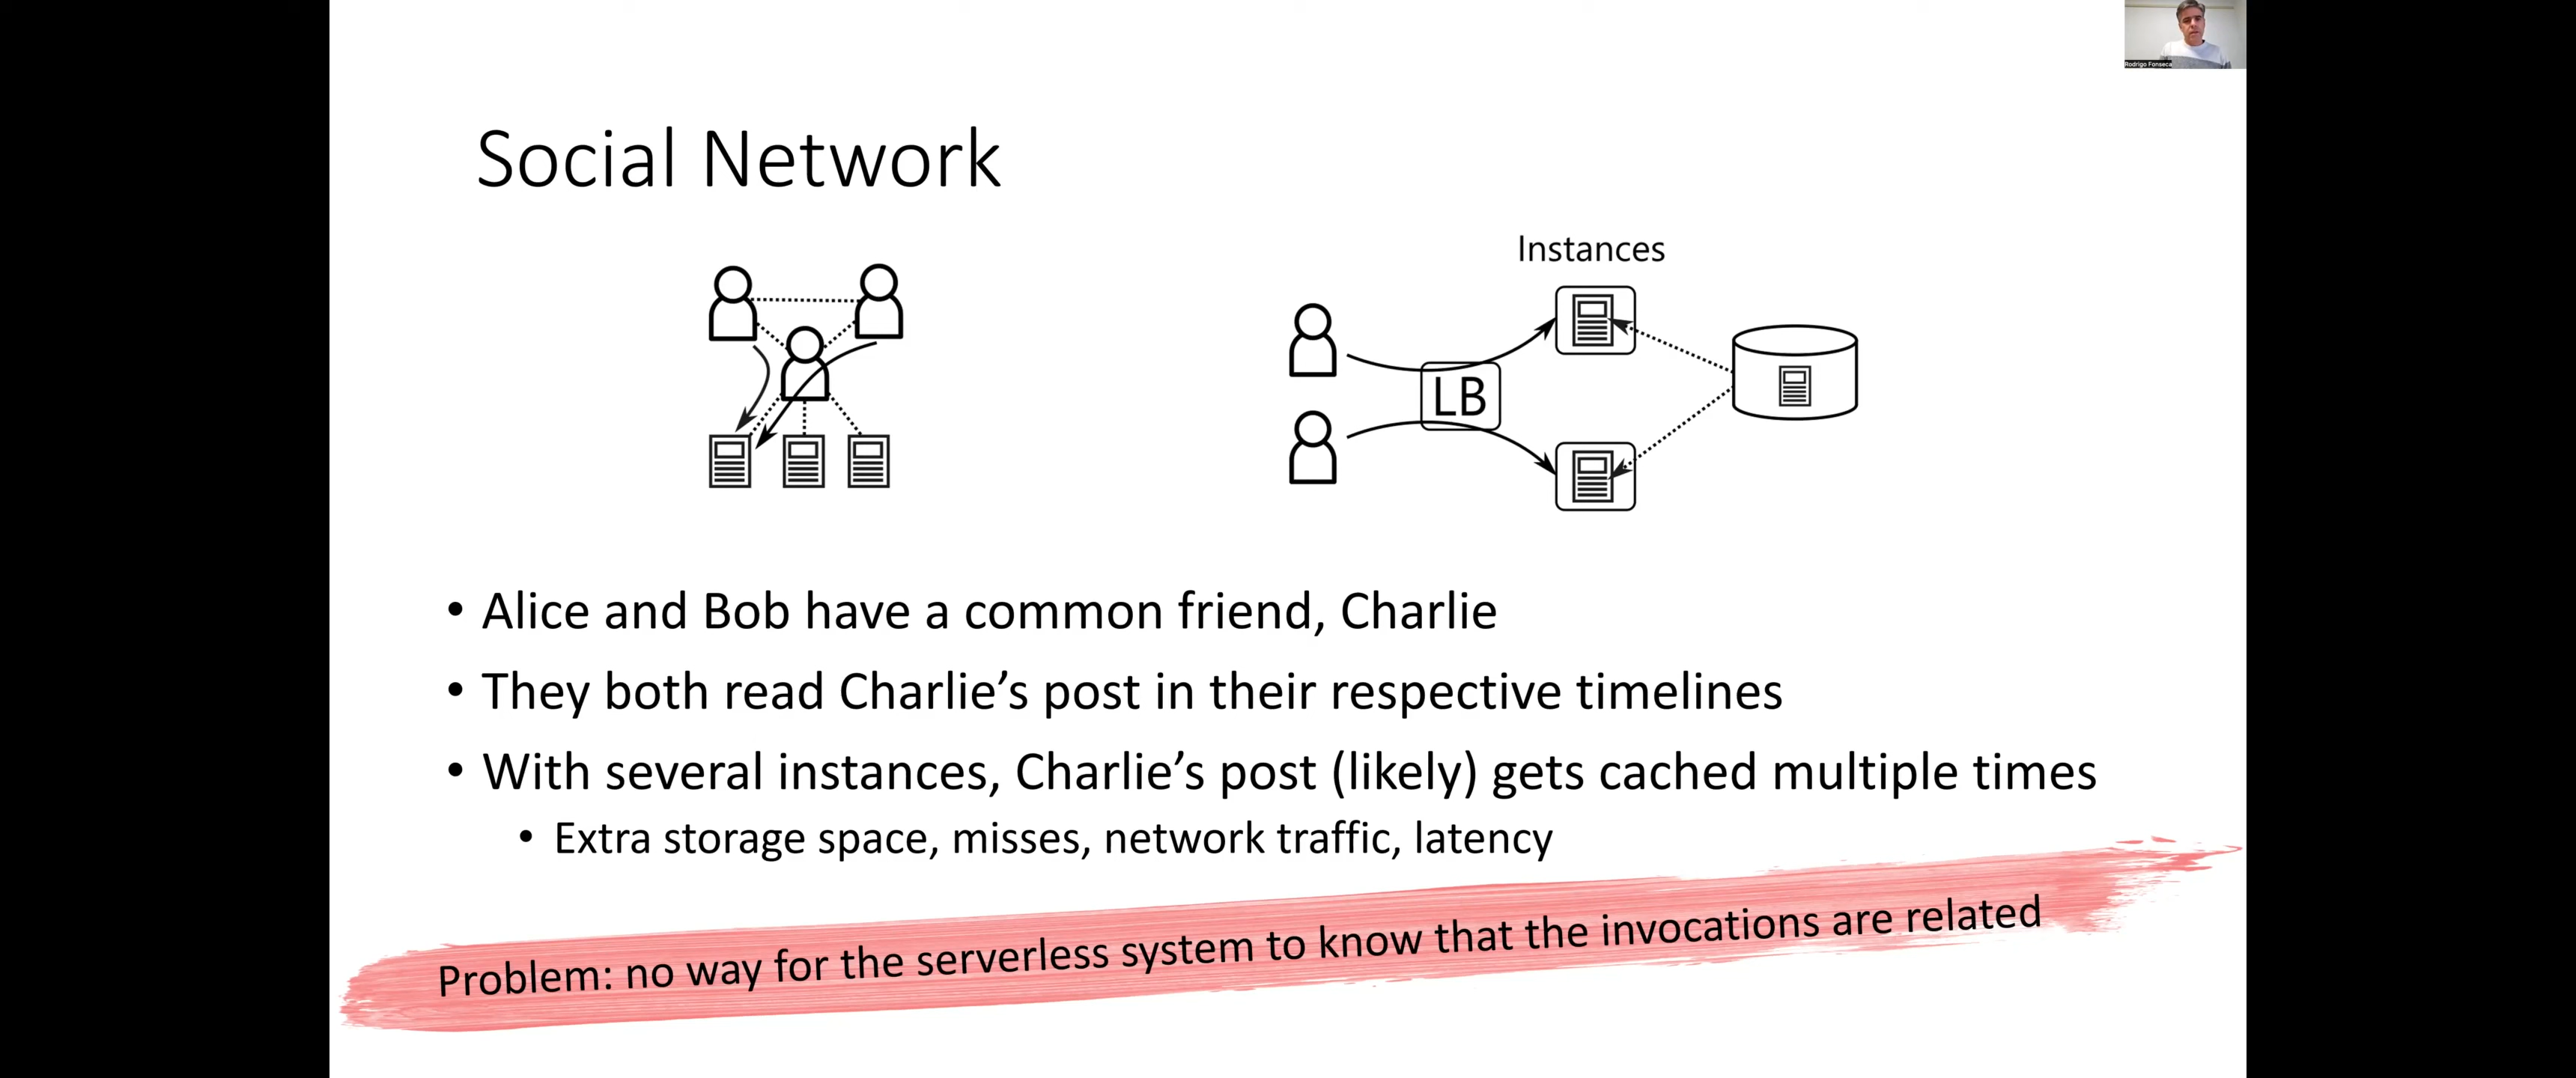 Rodrigo Fonseca
Social Network
Instances
LB
• Alice and Bob have a common friend, Charlie
• They both read Charlie’s post in their respective timelines
• With several instances, Charlie’s post (likely) gets cached multiple times
• Extra storage space, misses, network traffic, latency
Problem: no way for the serverless system to know that the invocations are related